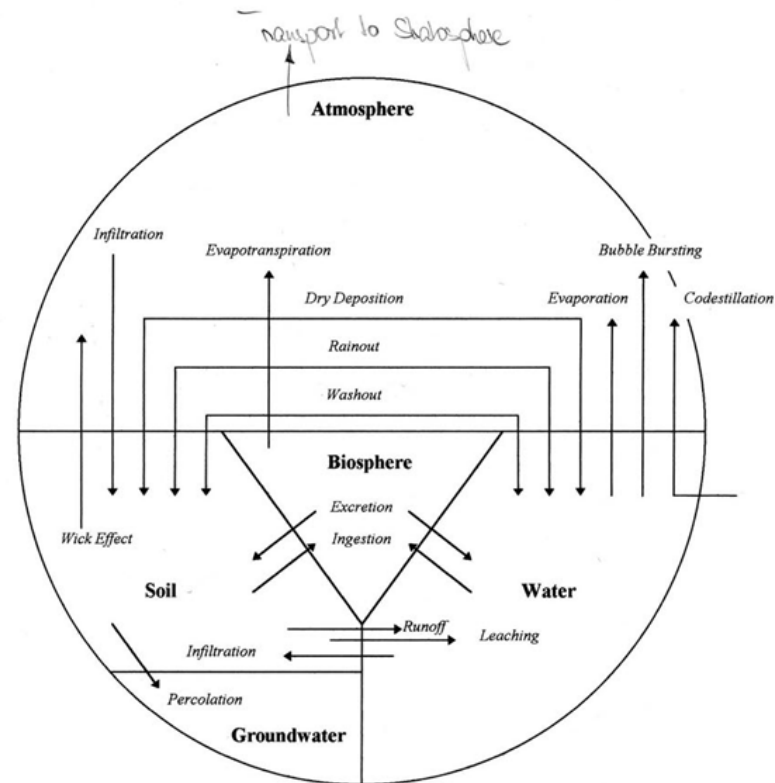 Transport to Stratosphere
Atmosphere
Infiltration
Evapotranspiration
Bubble Bursting
Dry Deposition
Evaporation
Codestillation
Rainout
Washout
Biosphere
Excretion
Wick Effect
Ingestion
Soil
Water
Runoff
Leaching
Infiltration
Percolation
Groundwater